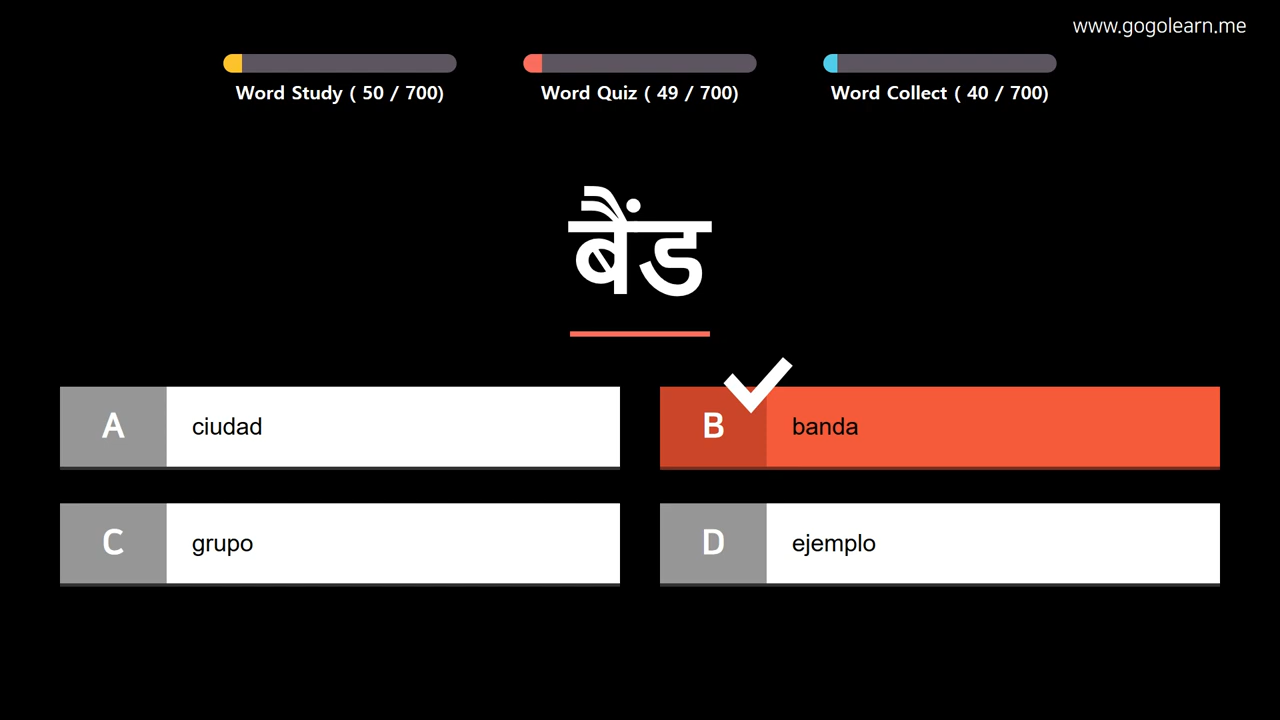 www.gogolearn.me
Word Study ( 50 / 700)
Word Quiz ( 49 / 700)
Word Collect ( 40 / 700)
बैंड
A ciudad
B banda
C grupo
D ejemplo